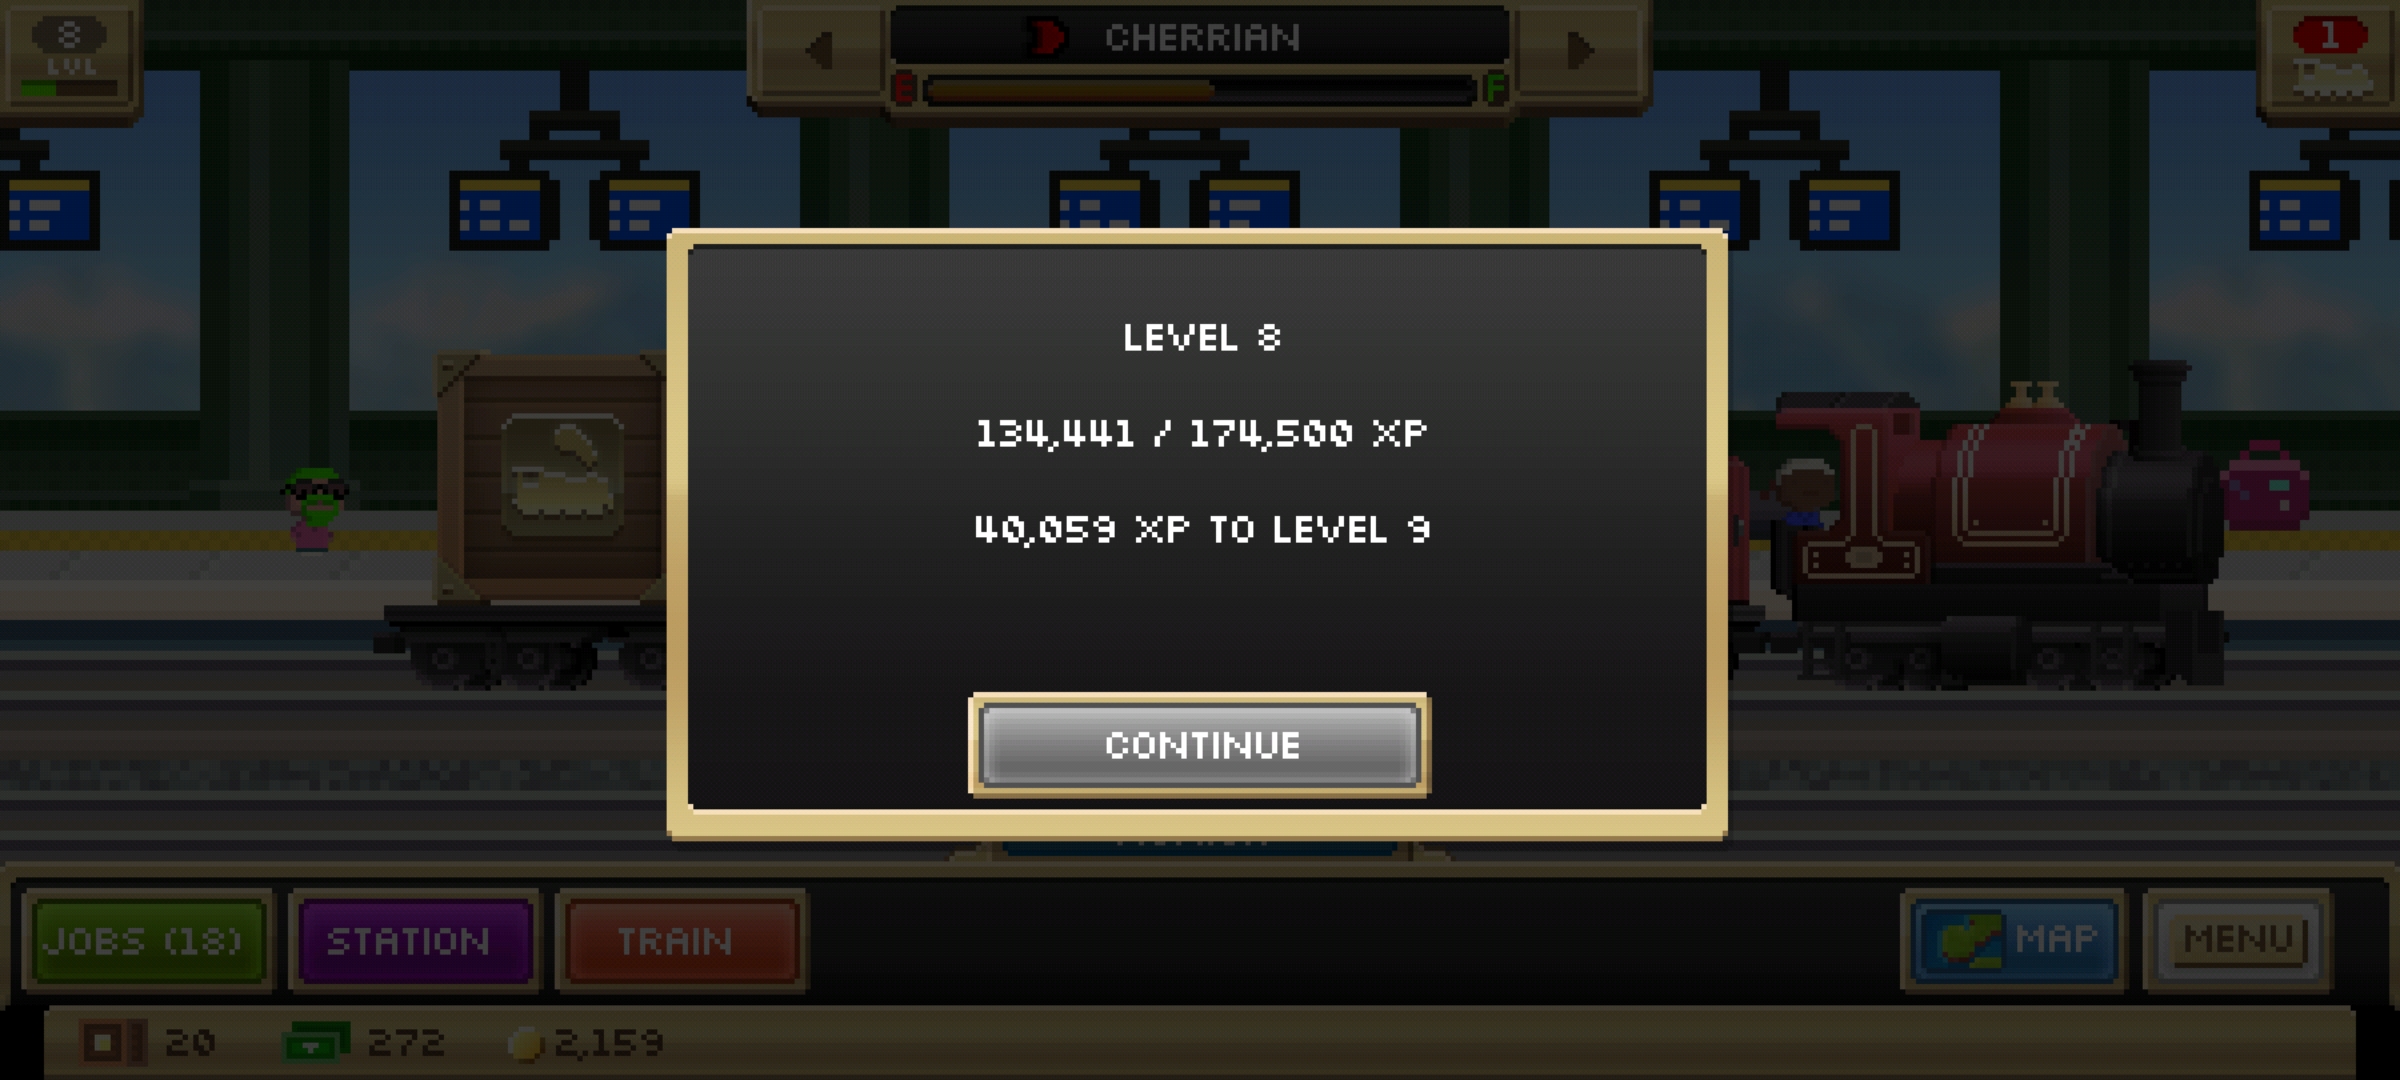 8
LVL
CHERRIAN
E
F
1
LEVEL 8
134,441 / 174,500 XP
40,059 XP TO LEVEL 9
CONTINUE
JOBS (18)
STATION
TRAIN
MAP
MENU
20
272
2,159